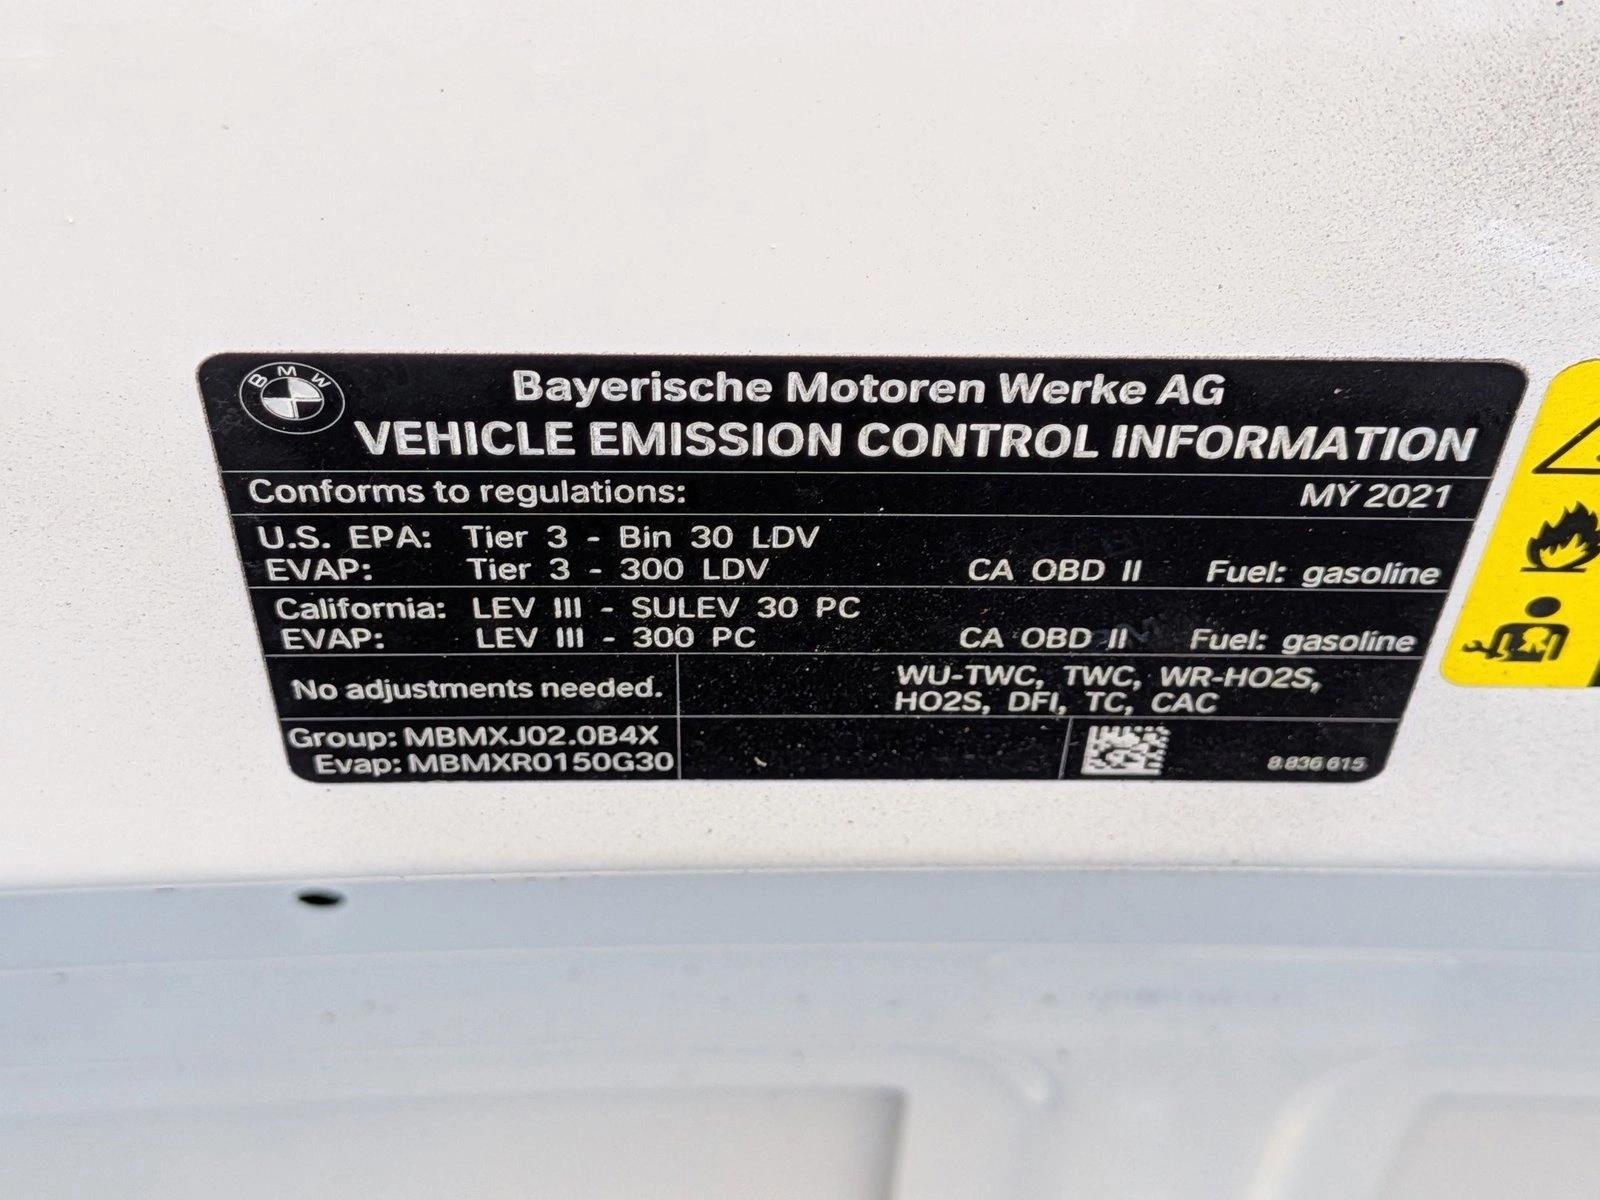 BMW
Bayerische Motoren Werke AG
VEHICLE EMISSION CONTROL INFORMATION
Conforms to regulations: MY 2021
U.S. EPA: Tier 3 - Bin 30 LDV
EVAP: Tier 3 - 300 LDV CA OBD II Fuel: gasoline
California: LEV III - SULEV 30 PC
EVAP: LEV III - 300 PC CA OBD II Fuel: gasoline
No adjustments needed. WU-TWC, TWC, WR-HO2S,
HO2S, DFI, TC, CAC
Group: MBMXJ02.0B4X
Evap: MBMXR0150G30 8.836 615